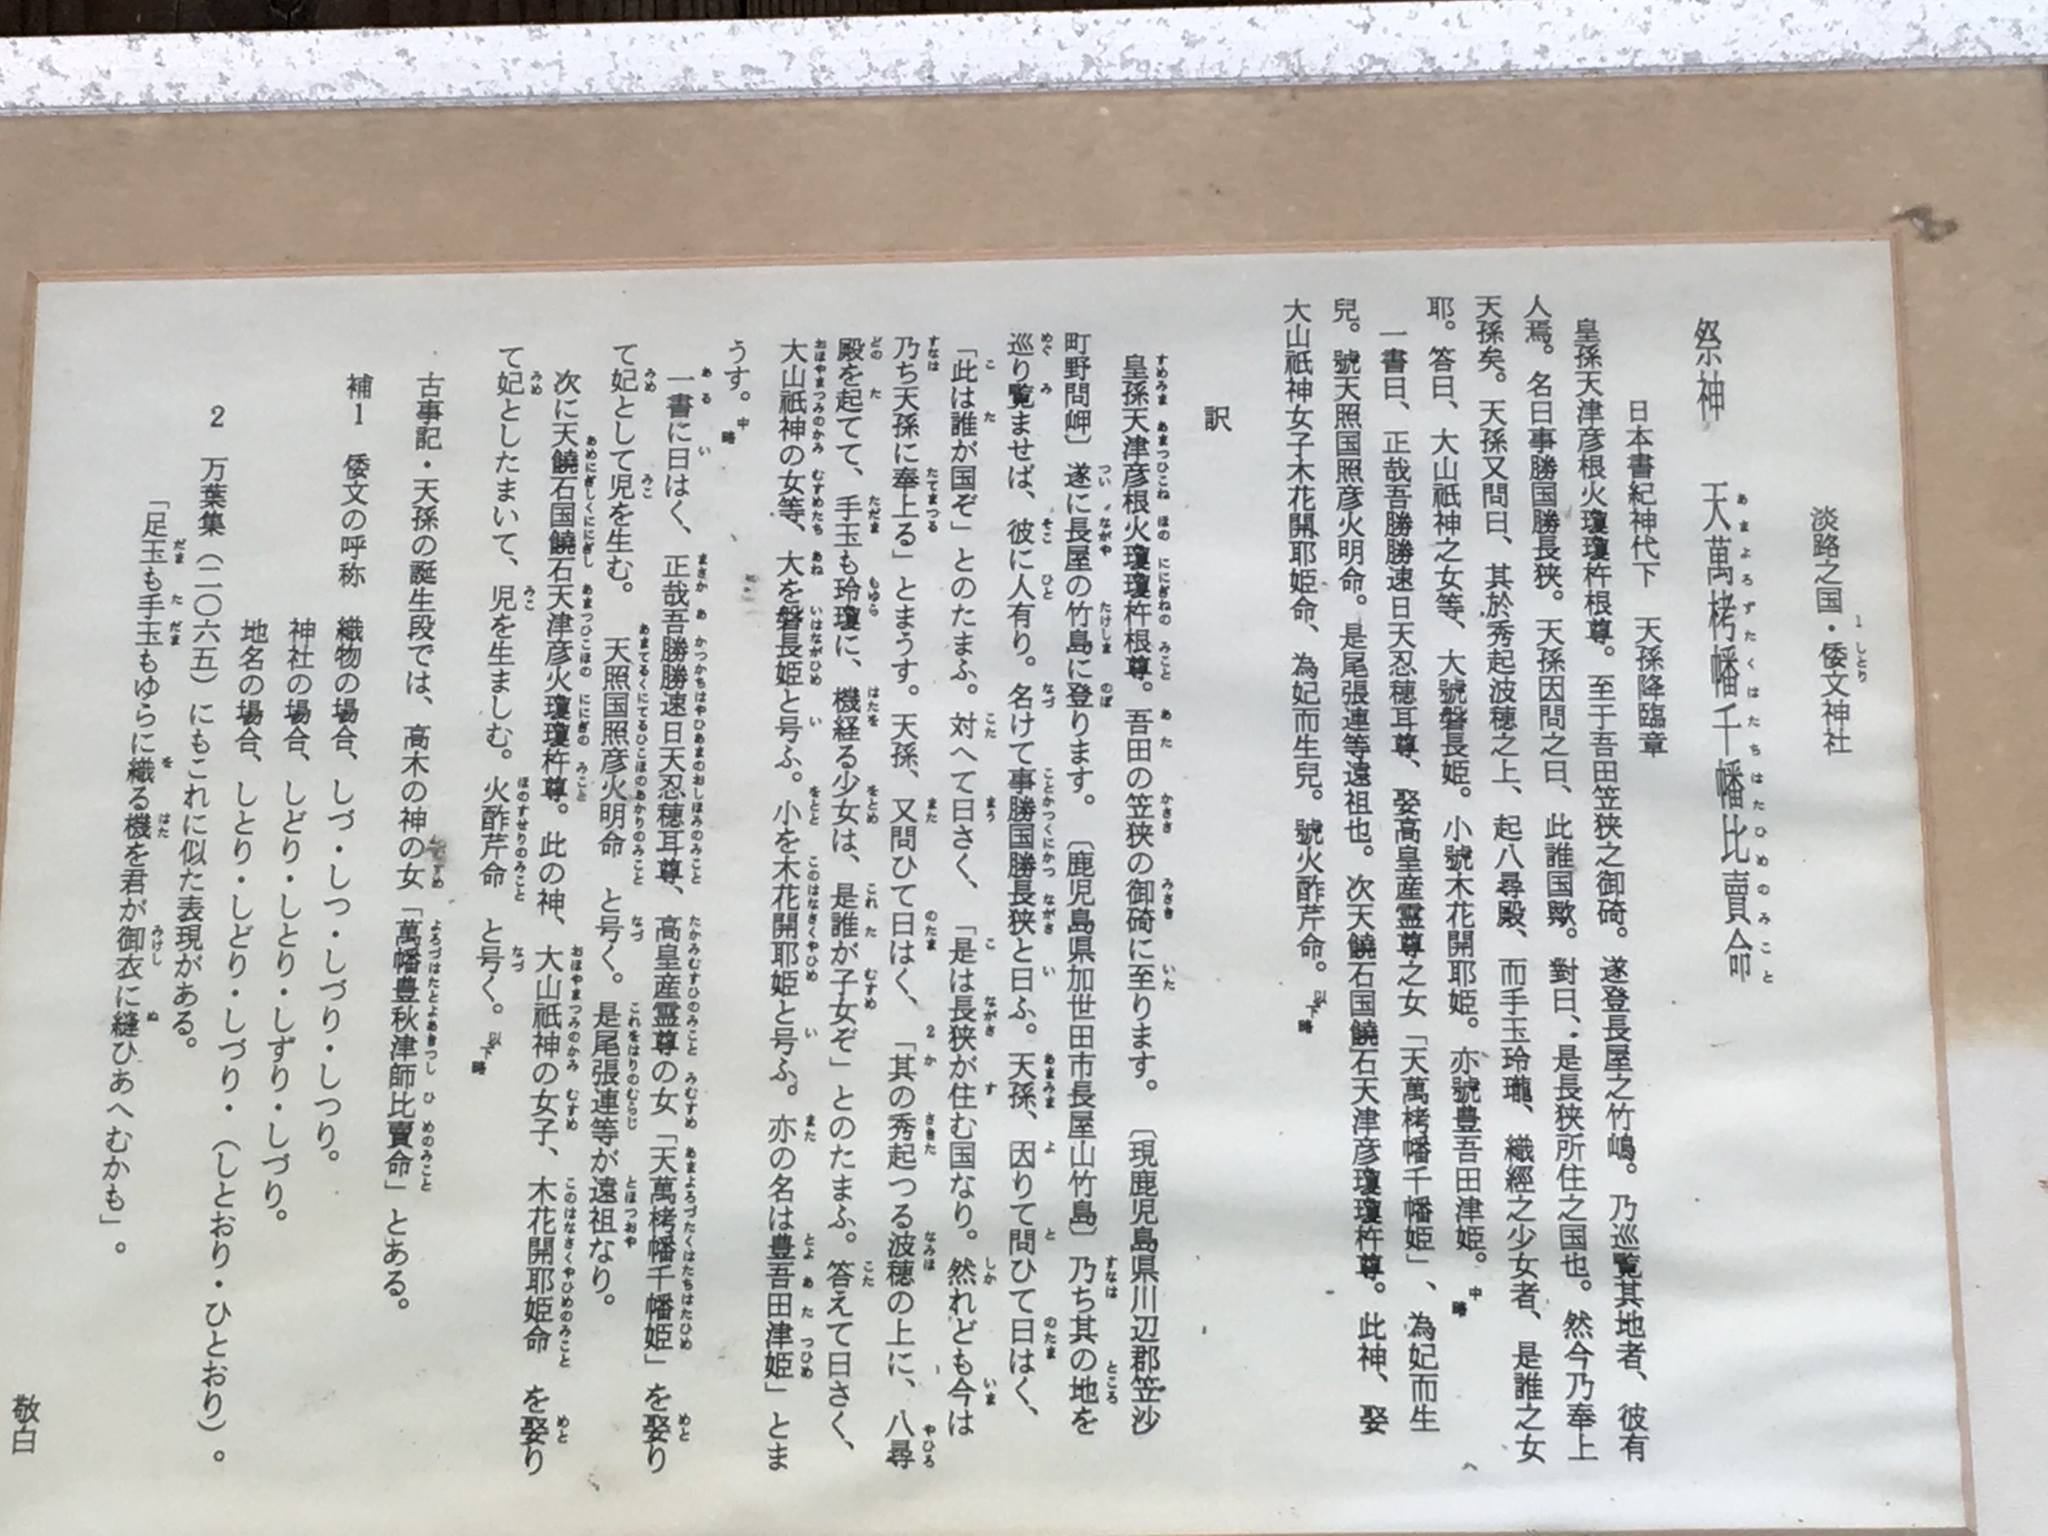 淡路之国・倭文神社
祭神 天萬栲幡千幡比賣命
日本書紀神代下 天孫降臨章
皇孫天津彦根火瓊瓊杵根尊。至于吾田笠狭之御碕。遂登長屋之竹嶋。乃巡覧其地者、彼有
人焉。名曰事勝国勝長狭。天孫因問之曰、此誰国歟。對曰、是長狭所住之国也。然今乃奉上
天孫矣。天孫又問曰、其於秀起波穂之上、起八尋殿、而手玉玲瓏、織經之少女者、是誰之女
耶。答曰、大山祇神之女等、大號磐長姫。小號木花開耶姫。亦號豊吾田津姫。中略
一書曰、正哉吾勝勝速日天忍穂耳尊、娶高皇産霊尊之女「天萬栲幡千幡姫」、為妃而生
兒。號天照国照彦火明命。是尾張連等遠祖也。次天饒石国饒石天津彦火瓊瓊杵尊。此神、娶
大山祇神女子木花開耶姫命、為妃而生兒。號火酢芹命。以下略
訳
皇孫天津彦根火瓊瓊杵根尊。吾田の笠狭の御碕に至ります。〔現鹿児島県川辺郡笠沙
町野間岬〕遂に長屋の竹島に登ります。〔鹿児島県加世田市長屋山竹島〕乃ち其の地を
巡り覧ませば、彼に人有り。名けて事勝国勝長狭と曰ふ。天孫、因りて問ひて曰はく、
「此は誰が国ぞ」とのたまふ。対へて曰さく、「是は長狭が住む国なり。然れども今は
乃ち天孫に奉上る」とまうす。天孫、又問ひて曰はく、「其の秀起つる波穂の上に、八尋
殿を起てて、手玉も玲瓏に、機経る少女は、是誰が子女ぞ」とのたまふ。答えて曰さく、
大山祇神の女等、大を磐長姫と号ふ。小を木花開耶姫と号ふ。亦の名は豊吾田津姫」とま
うす。中略
一書に曰はく、正哉吾勝勝速日天忍穂耳尊、高皇産霊尊の女「天萬栲幡千幡姫」を娶り
て妃として児を生む。天照国照彦火明命 と号く。是尾張連等が遠祖なり。
次に天饒石国饒石天津彦火瓊瓊杵尊。此の神、大山祇神の女子、木花開耶姫命 を娶り
て妃としたまいて、児を生ましむ。火酢芹命 と号く。以下略
古事記・天孫の誕生段では、高木の神の女「萬幡豊秋津師比賣命」とある。
補1 倭文の呼称 織物の場合、しづ・しつ・しづり・しつり。
神社の場合、しどり・しとり・しずり・しづり。
地名の場合、しとり・しどり・しづり・（しとおり・ひとおり）。
2 万葉集（二〇六五）にもこれに似た表現がある。
「足玉も手玉もゆらに織る機を君が御衣に縫ひあへむかも」。
敬白